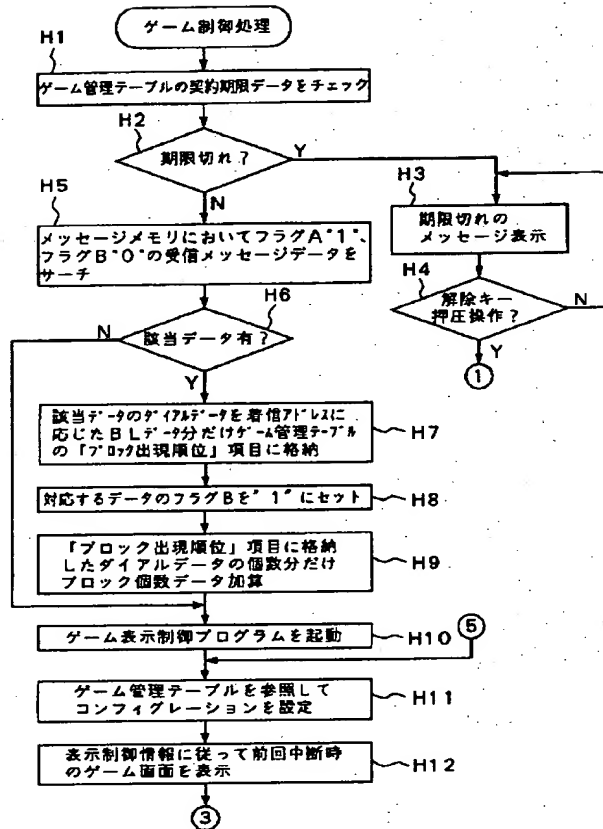 ゲーム制御処理
H1
ゲーム管理テーブルの契約期限データをチェック
H2
期限切れ?
Y
N
H3
期限切れの
メッセージ表示
H4
解除キー
押圧操作?
N
Y
①
H5
メッセージメモリにおいてフラグA"1"、
フラグB"0"の受信メッセージデータを
サーチ
H6
該当データ有?
N
Y
該当データのダイアルデータを着信アドレスに
応じたBLデータ分だけゲーム管理テーブル
の『ブロック出現順位』項目に格納
H7
対応するデータのフラグBを"1"にセット
H8
『ブロック出現順位』項目に格納
したダイアルデータの個数分だけ
ブロック個数データ加算
H9
ゲーム表示制御プログラムを起動
H10
⑤
ゲーム管理テーブルを参照して
コンフィグレーションを設定
H11
表示制御情報に従って前回中断時
のゲーム画面を表示
H12
③